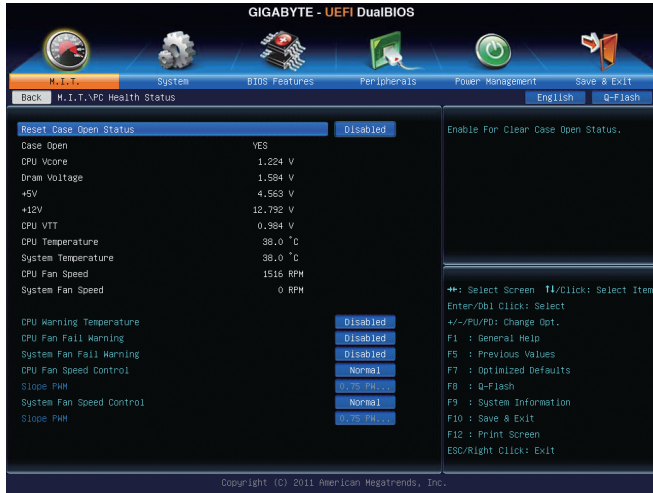 GIGABYTE - UEFI DualBIOS
M.I.T. System BIOS Features Peripherals Power Management Save & Exit
Back M.I.T.\PC Health Status English Q-Flash
Reset Case Open Status Disabled Enable For Clear Case Open Status.
Case Open YES
CPU Vcore 1.224 V
Dram Voltage 1.584 V
+5V 4.563 V
+12V 12.792 V
CPU VTT 0.984 V
CPU Temperature 38.0 °C
System Temperature 38.0 °C
CPU Fan Speed 1516 RPM
System Fan Speed 0 RPM
CPU Warning Temperature Disabled
CPU Fan Fail Warning Disabled
System Fan Fail Warning Disabled
CPU Fan Speed Control Normal
Slope PWM 0.75 PW...
System Fan Speed Control Normal
Slope PWM 0.75 PW...
→←: Select Screen ↑↓/Click: Select Item
Enter/Dbl Click: Select
+/-/PU/PD: Change Opt.
F1 : General Help
F5 : Previous Values
F7 : Optimized Defaults
F8 : Q-Flash
F9 : System Information
F10 : Save & Exit
F12 : Print Screen
ESC/Right Click: Exit
Copyright (C) 2011 American Megatrends, Inc.